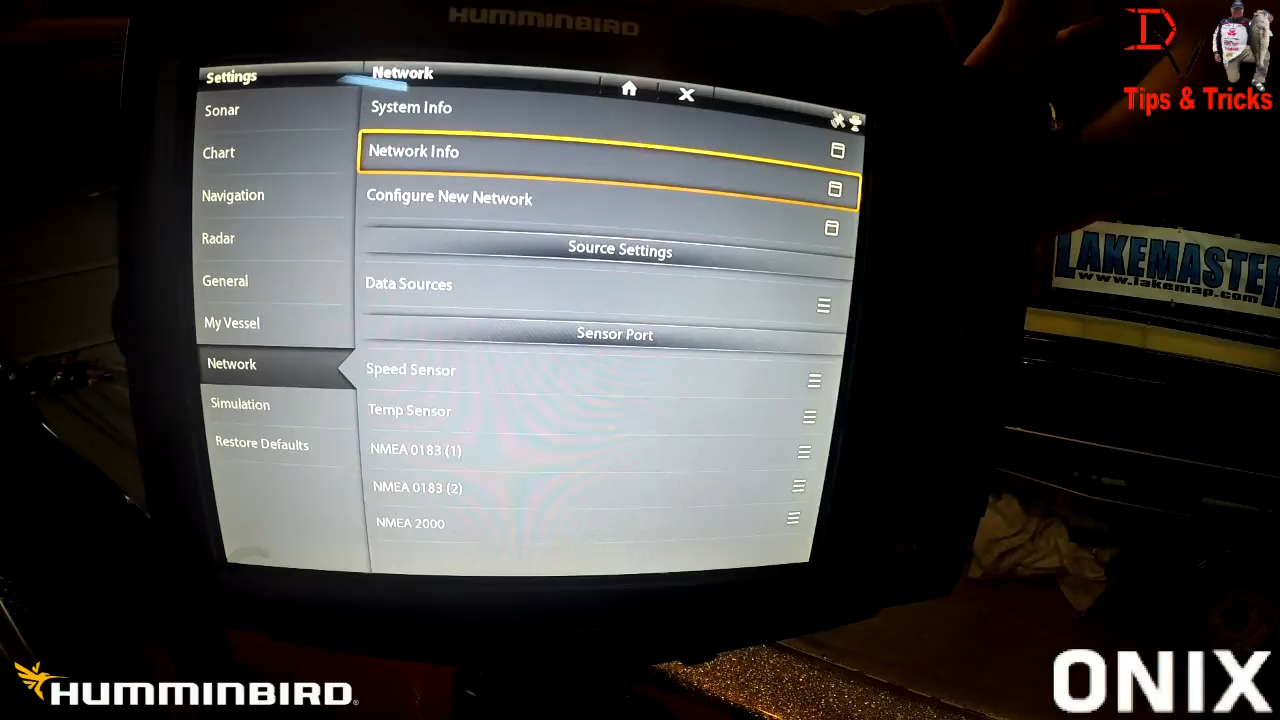 HUMMINBIRD
DV
Tips & Tricks
Settings
Network
Sonar
Chart
Navigation
Radar
General
My Vessel
Network
Simulation
Restore Defaults
System Info
Network Info
Configure New Network
Source Settings
Data Sources
Sensor Port
Speed Sensor
Temp Sensor
NMEA 0183 (1)
NMEA 0183 (2)
NMEA 2000
LAKEMASTER
www.lakemap.com
HUMMINBIRD®
ONIX